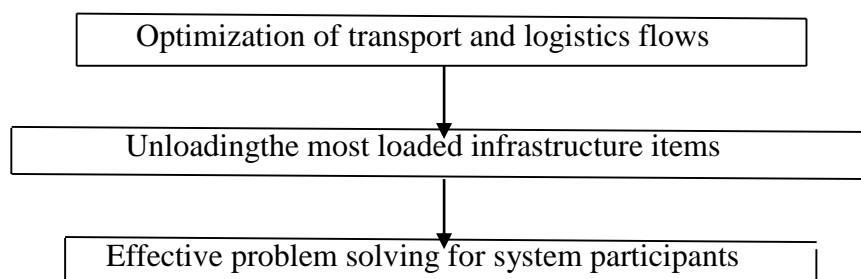 Optimization of transport and logistics flows
Unloadingthe most loaded infrastructure items
Effective problem solving for system participants